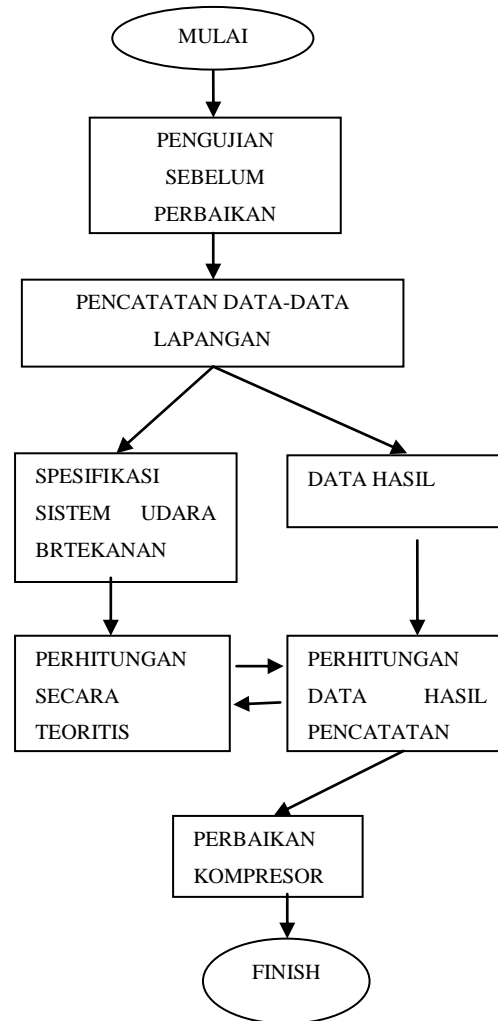 MULAI
PENGUJIAN
SEBELUM
PERBAIKAN
PENCATATAN DATA-DATA
LAPANGAN
SPESIFIKASI
SISTEM UDARA
BRTEKANAN
DATA HASIL
PERHITUNGAN
SECARA
TEORITIS
PERHITUNGAN
DATA HASIL
PENCATATAN
PERBAIKAN
KOMPRESOR
FINISH